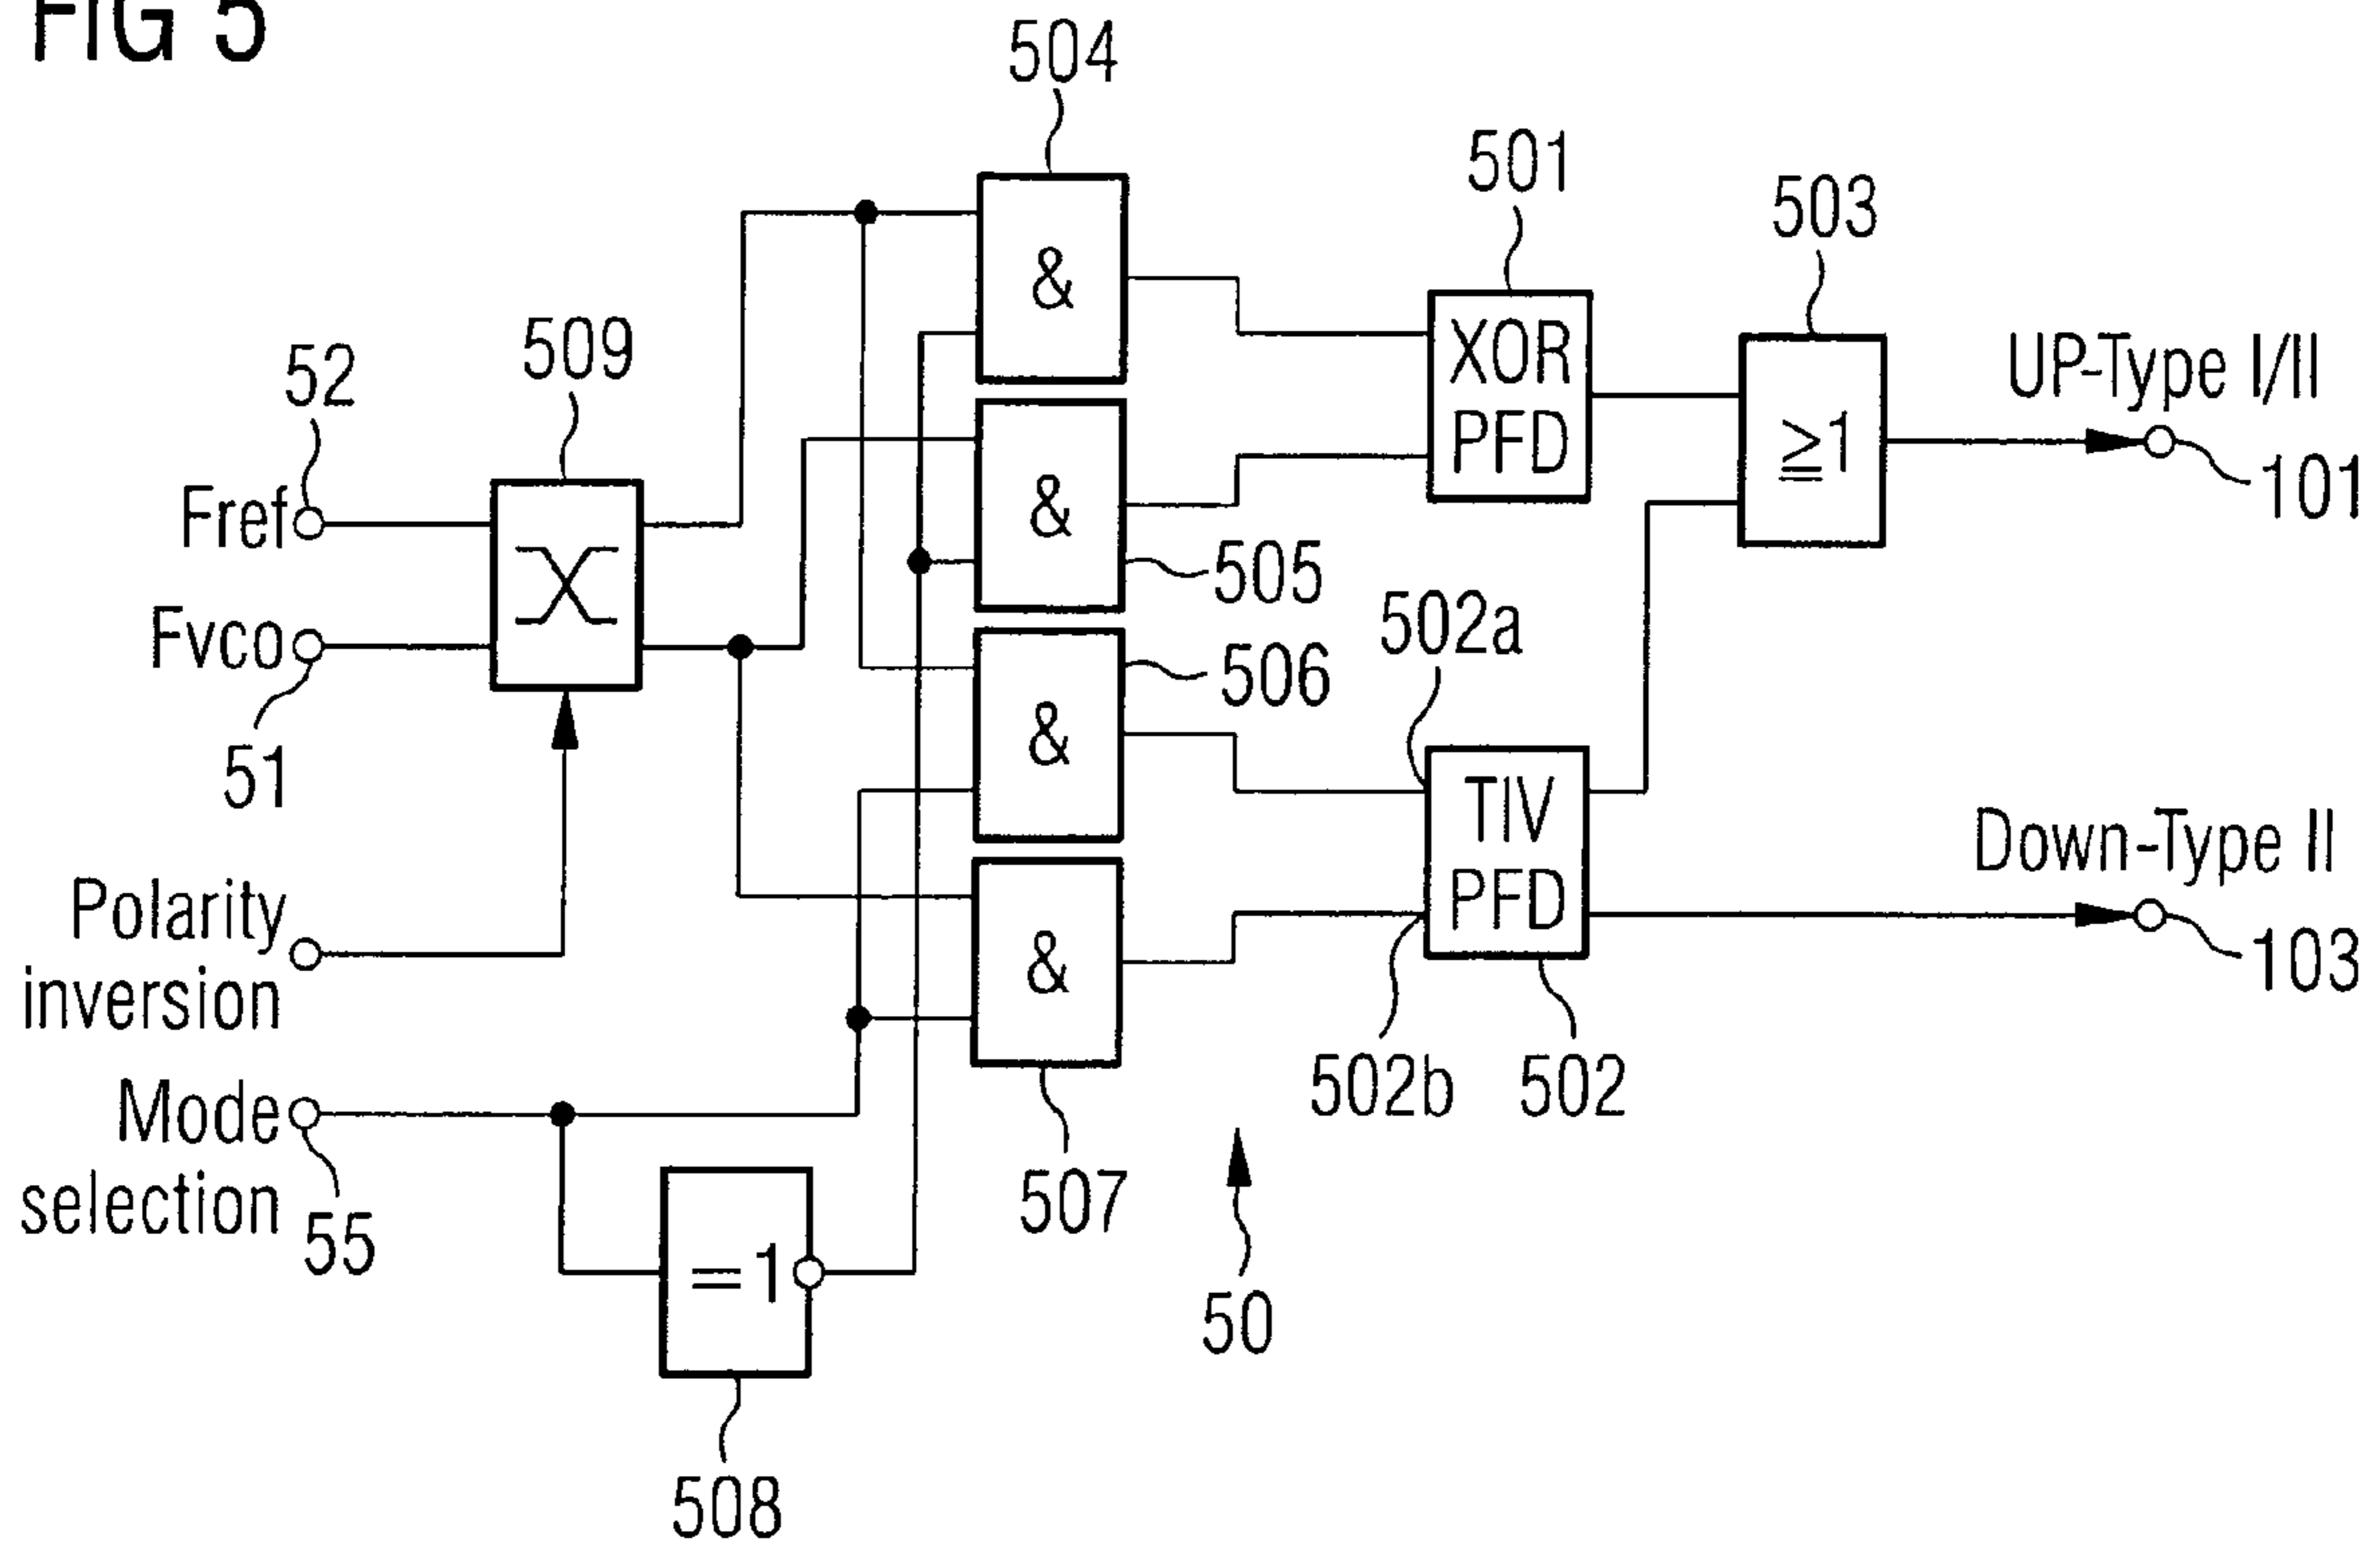 FIG 5
504
501
503
509
52
UP-Type I/II
&
XOR
PFD
≧1
101
Fref
&
505
Fvco
502a
506
51
&
TIV
PFD
Down-Type II
Polarity
inversion
&
103
Mode
selection
55
502b
502
507
=1
50
508